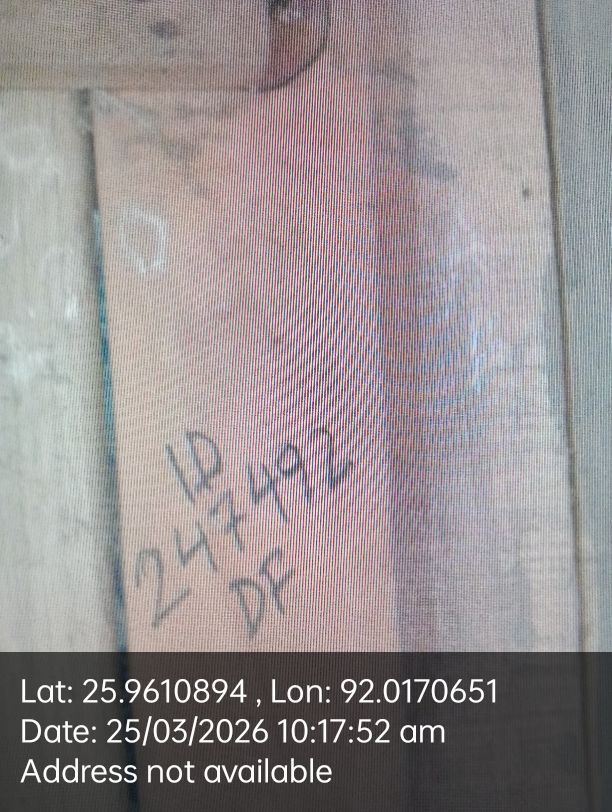 ID
247492
DF
Lat: 25.9610894 , Lon: 92.0170651
Date: 25/03/2026 10:17:52 am
Address not available